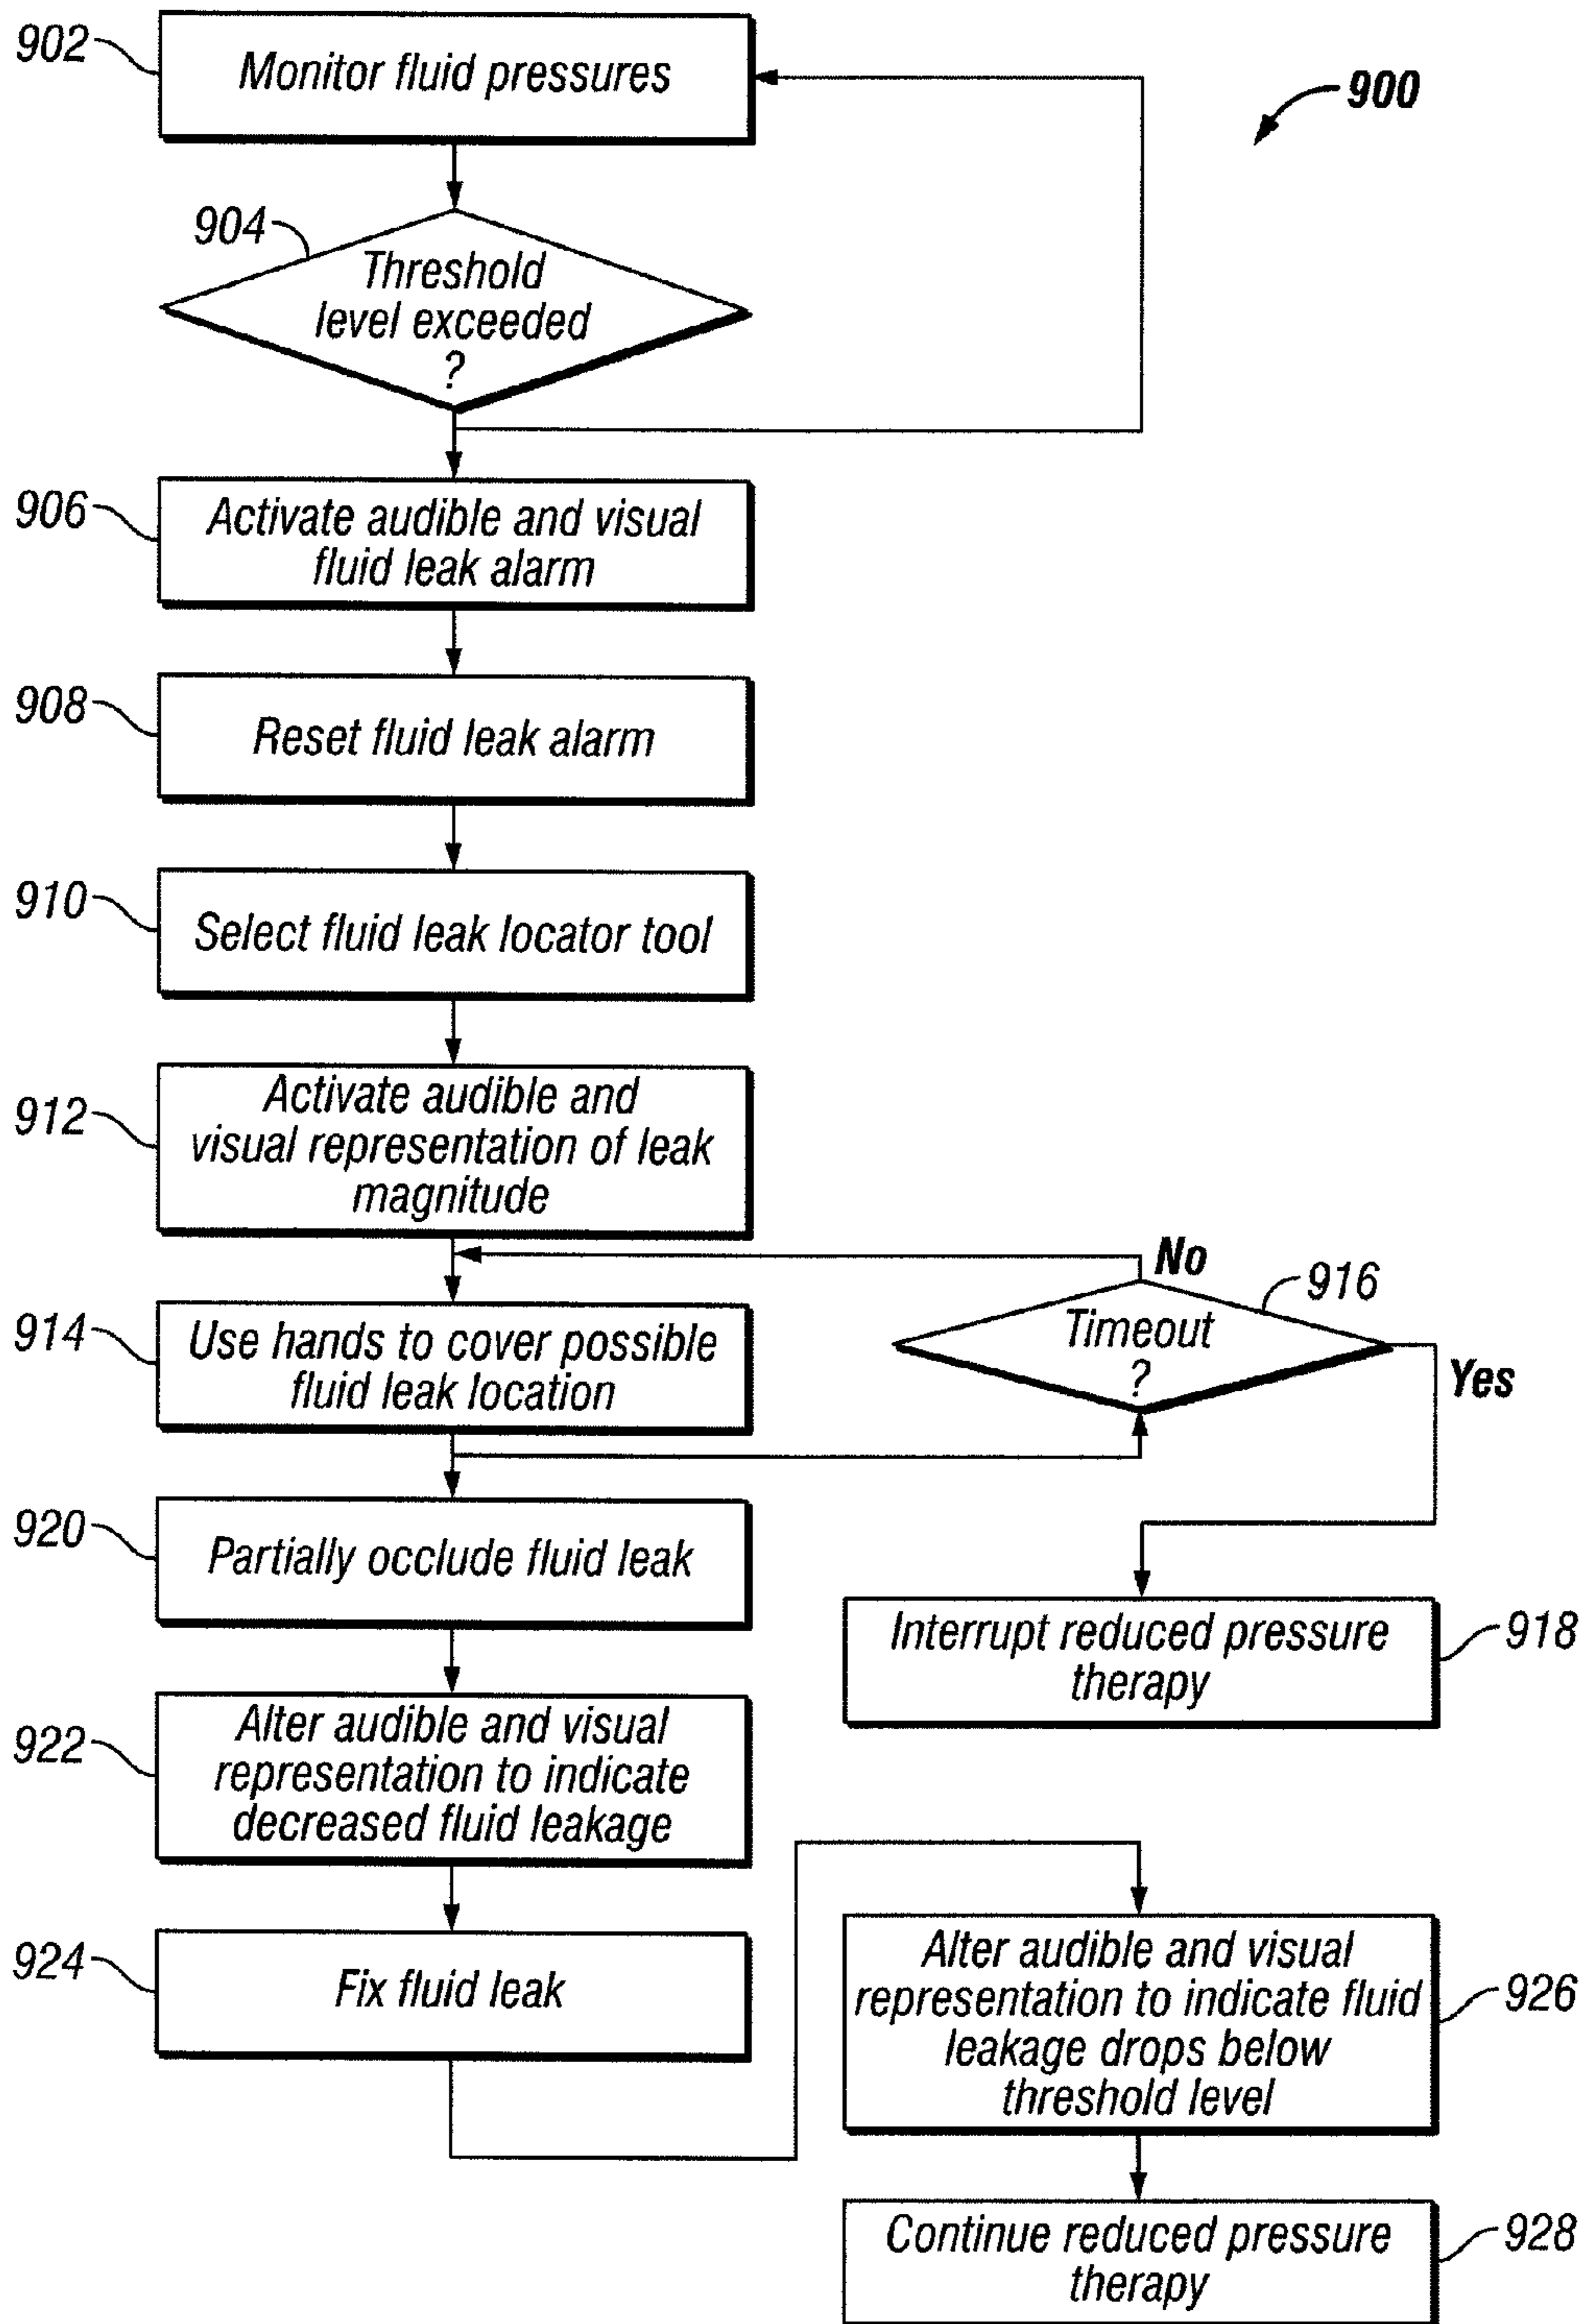 902
Monitor fluid pressures
900
904
Threshold
level exceeded
?
906
Activate audible and visual
fluid leak alarm
908
Reset fluid leak alarm
910
Select fluid leak locator tool
912
Activate audible and
visual representation of leak
magnitude
No
916
914
Use hands to cover possible
fluid leak location
Timeout
?
Yes
920
Partially occlude fluid leak
Interrupt reduced pressure
therapy
918
922
Alter audible and visual
representation to indicate
decreased fluid leakage
924
Fix fluid leak
Alter audible and visual
representation to indicate fluid
leakage drops below
threshold level
926
Continue reduced pressure
therapy
928